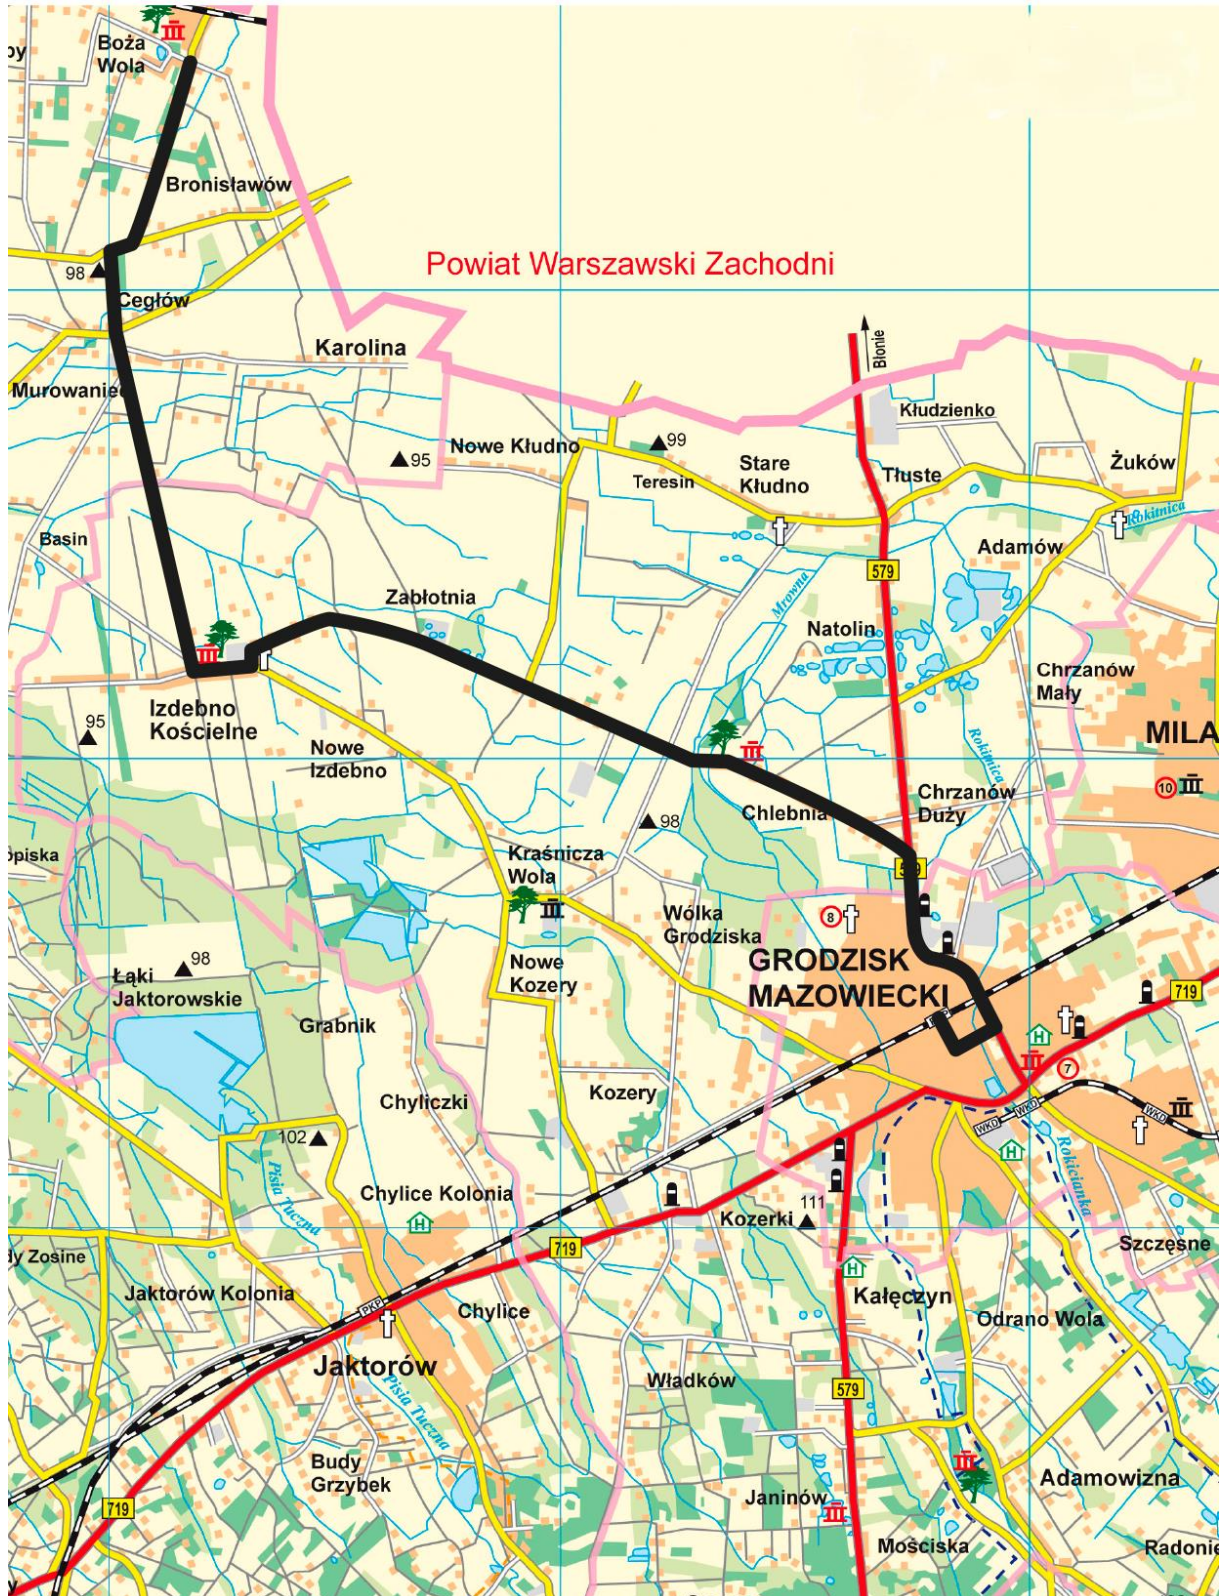 Boża
Wola
Bronisławów
98
Cegłów
Powiat Warszawski Zachodni
Błonie
Karolina
Murowaniec
Kłudzienko
95
Nowe Kłudno
99
Teresin
Stare
Kłudno
Tłuste
Żuków
Rokitnica
Basin
Adamów
579
Zabłotnia
Mrowna
Natolin
Chrzanów
Mały
95
Izdebno
Kościelne
Nowe
Izdebno
Rokitnica
MILA
10
Chlebnia
Chrzanów
Duży
98
opiska
Kraśnicza
Wola
Wólka
Grodziska
8
98
Łąki
Jaktorowskie
Nowe
Kozery
GRODZISK
MAZOWIECKI
719
Grabnik
H
7
Chyliczki
Kozery
WKD
WKD
WKD
102
Pisia Tuczna
H
Rokicianka
Chylice Kolonia
H
Kozerki
111
Szczęsne
dy Zosine
719
H
Jaktorów Kolonia
PKP
Chylice
Kałęczyn
Odrano Wola
Jaktorów
Władków
579
Pisia Tuczna
Budy
Grzybek
Adamowizna
719
Janinów
Mościska
Radonie